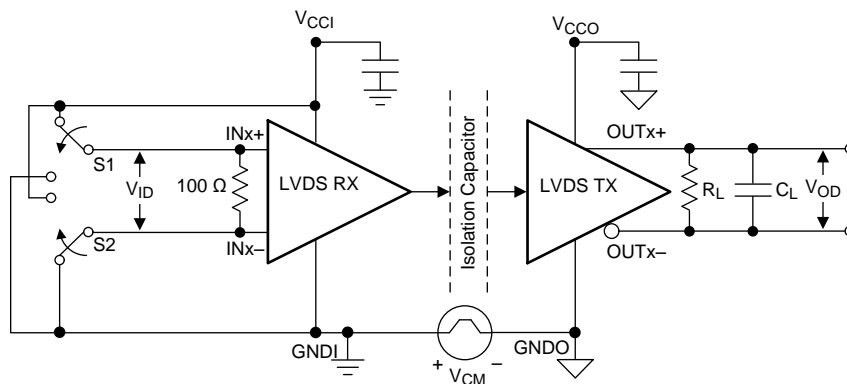 VCCI
VCCO
INx+
OUTx+
S1
VID
100 Ω
LVDS RX
Isolation Capacitor
LVDS TX
RL
CL
VOD
S2
INx–
OUTx–
GNDI
GNDO
+ VCM –